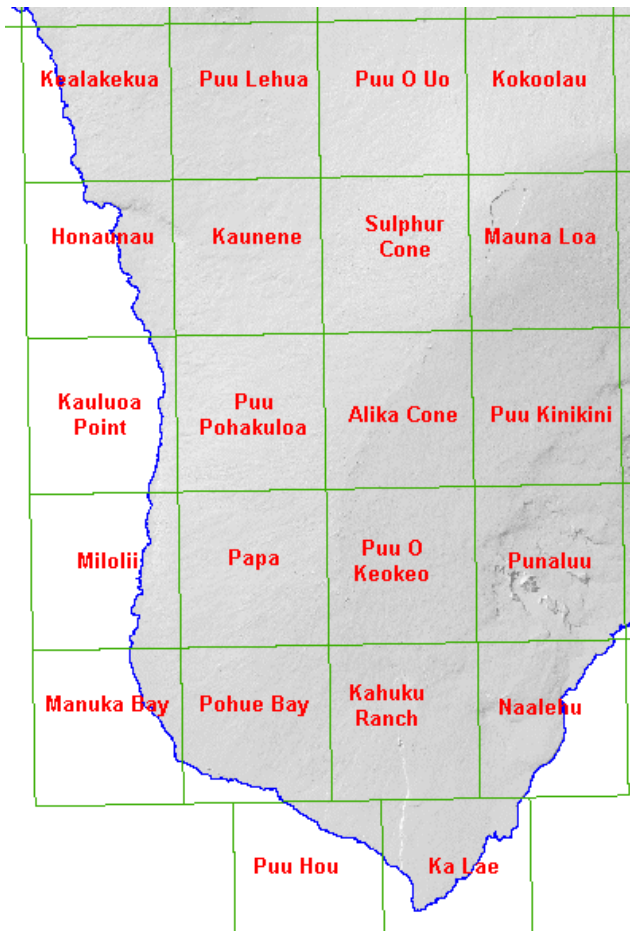 Kealakekua
Puu Lehua
Puu O Uo
Kokoolau
Honaunau
Kaunene
Sulphur
Cone
Mauna Loa
Kauluoa
Point
Puu
Pohakuloa
Alika Cone
Puu Kinikini
Milolii
Papa
Puu O
Keokeo
Punaluu
Manuka Bay
Pohue Bay
Kahuku
Ranch
Naalehu
Puu Hou
Ka Lae